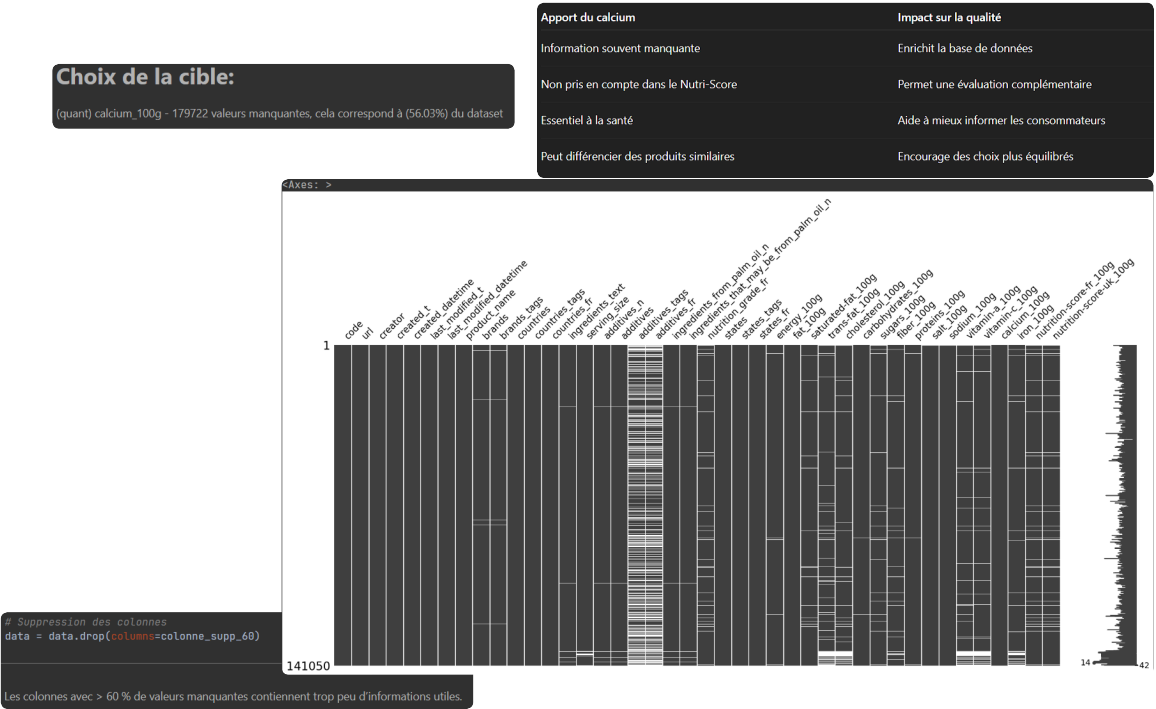 Apport du calcium Impact sur la qualité
Information souvent manquante Enrichit la base de données
Non pris en compte dans le Nutri-Score Permet une évaluation complémentaire
Essentiel à la santé Aide à mieux informer les consommateurs
Peut différencier des produits similaires Encourage des choix plus équilibrés
Choix de la cible:
(quant) calcium_100g - 179722 valeurs manquantes, cela correspond à (56.03%) du dataset
<Axes: >
code
url
creator
created_t
created_datetime
last_modified_t
last_modified_datetime
product_name
brands
brands_tags
countries
countries_tags
countries_fr
ingredients_text
serving_size
additives_n
additives
additives_tags
additives_fr
ingredients_from_palm_oil_n
ingredients_that_may_be_from_palm_oil_n
nutrition_grade_fr
states
states_tags
states_fr
energy_100g
fat_100g
saturated-fat_100g
trans-fat_100g
cholesterol_100g
carbohydrates_100g
sugars_100g
fiber_100g
proteins_100g
salt_100g
sodium_100g
vitamin-a_100g
vitamin-c_100g
calcium_100g
iron_100g
nutrition-score-fr_100g
nutrition-score-uk_100g
1
141050
14
42
# Suppression des colonnes
data = data.drop(columns=colonne_supp_60)
Les colonnes avec > 60 % de valeurs manquantes contiennent trop peu d’informations utiles.